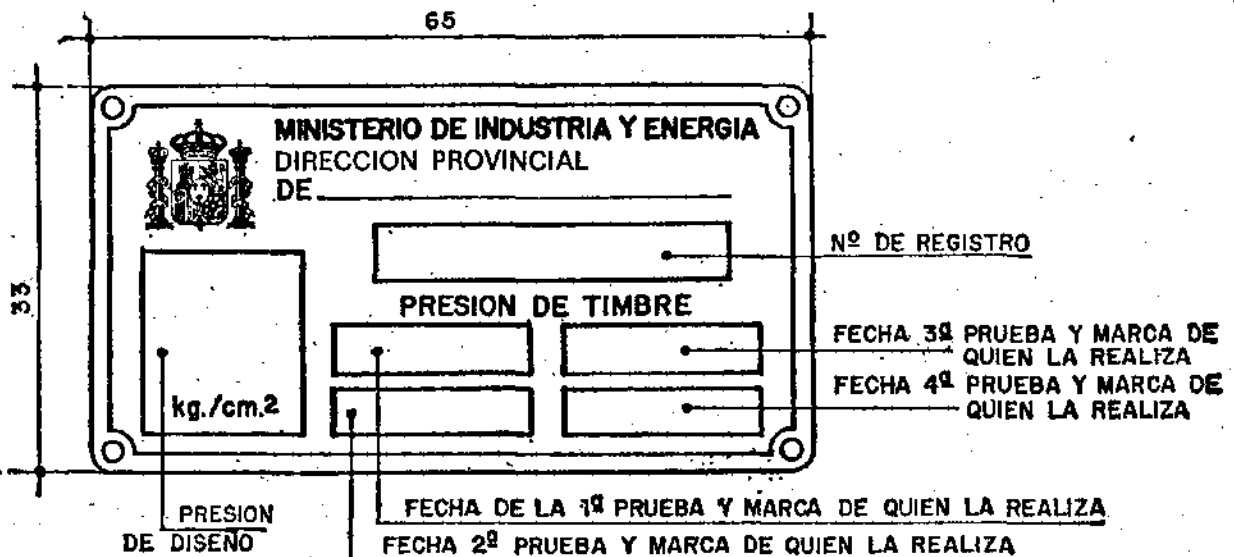 65
33
MINISTERIO DE INDUSTRIA Y ENERGIA
DIRECCION PROVINCIAL
DE
Nº DE REGISTRO
PRESION DE TIMBRE
FECHA 3ª PRUEBA Y MARCA DE
QUIEN LA REALIZA
FECHA 4ª PRUEBA Y MARCA DE
QUIEN LA REALIZA
kg./cm.2
PRESION
DE DISEÑO
FECHA DE LA 1ª PRUEBA Y MARCA DE QUIEN LA REALIZA
FECHA 2ª PRUEBA Y MARCA DE QUIEN LA REALIZA